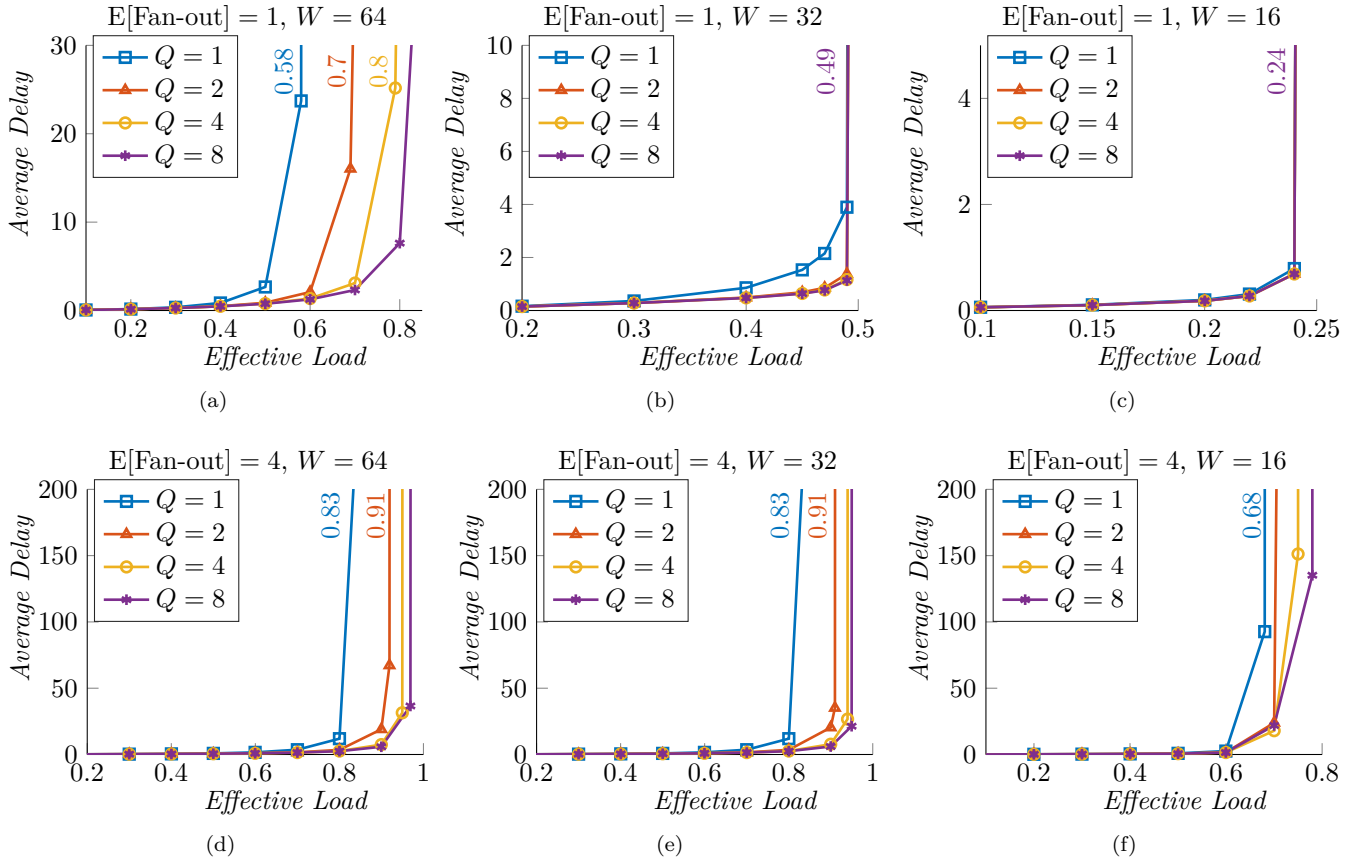 E[Fan-out] = 1, W = 64
30
20
10
0
0.2
0.4
0.6
0.8
Average Delay
Effective Load
Q = 1
Q = 2
Q = 4
Q = 8
0.58
0.7
0.8
(a)
E[Fan-out] = 1, W = 32
10
8
6
4
2
0
0.2
0.3
0.4
0.5
Average Delay
Effective Load
Q = 1
Q = 2
Q = 4
Q = 8
0.49
(b)
E[Fan-out] = 1, W = 16
4
2
0
0.1
0.15
0.2
0.25
Average Delay
Effective Load
Q = 1
Q = 2
Q = 4
Q = 8
0.24
(c)
E[Fan-out] = 4, W = 64
200
150
100
50
0
0.2
0.4
0.6
0.8
1
Average Delay
Effective Load
Q = 1
Q = 2
Q = 4
Q = 8
0.83
0.91
(d)
E[Fan-out] = 4, W = 32
200
150
100
50
0
0.2
0.4
0.6
0.8
1
Average Delay
Effective Load
Q = 1
Q = 2
Q = 4
Q = 8
0.83
0.91
(e)
E[Fan-out] = 4, W = 16
200
150
100
50
0
0.2
0.4
0.6
0.8
Average Delay
Effective Load
Q = 1
Q = 2
Q = 4
Q = 8
0.68
(f)